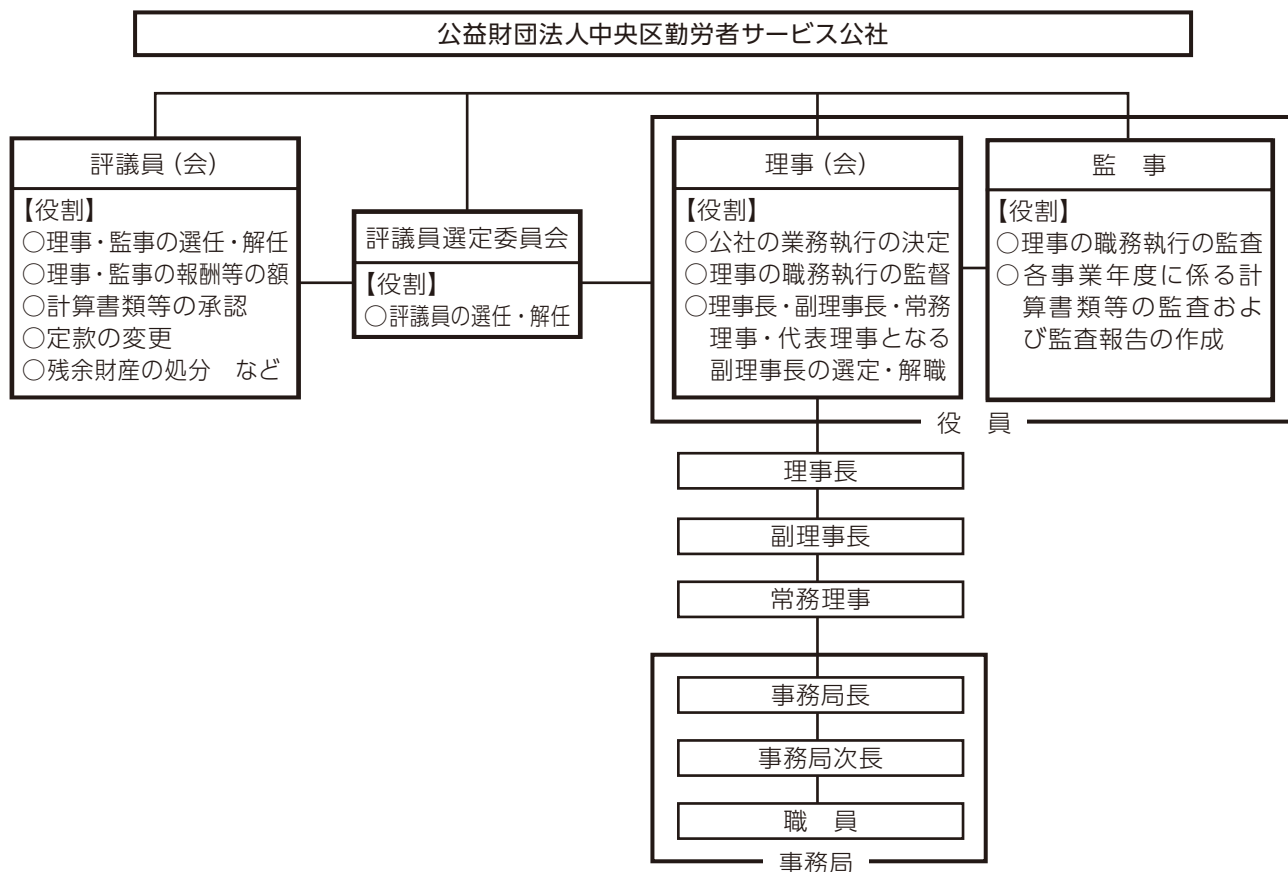 公益財団法人中央区勤労者サービス公社
評議員（会）
【役割】
○理事・監事の選任・解任
○理事・監事の報酬等の額
○計算書類等の承認
○定款の変更
○残余財産の処分　など
評議員選定委員会
【役割】
○評議員の選任・解任
理事（会）
【役割】
○公社の業務執行の決定
○理事の職務執行の監督
○理事長・副理事長・常務
理事・代表理事となる
副理事長の選定・解職
監　事
【役割】
○理事の職務執行の監査
○各事業年度に係る計
算書類等の監査およ
び監査報告の作成
役　員
理事長
副理事長
常務理事
事務局長
事務局次長
職　員
事務局